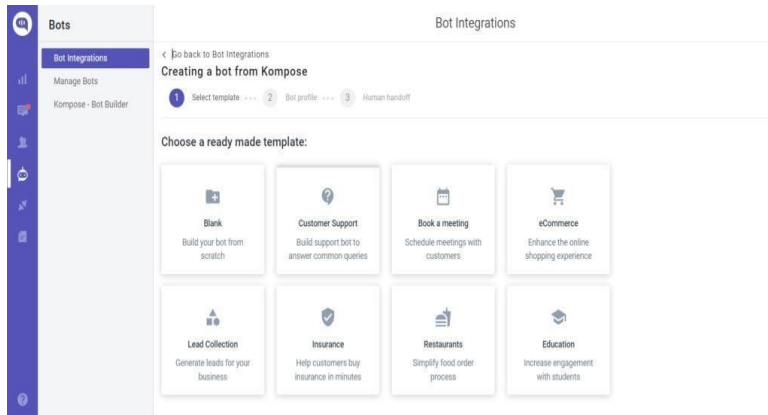 Bots
Bot Integrations
Bot Integrations
Manage Bots
Kompose - Bot Builder
Go back to Bot Integrations
Creating a bot from Kompose
1 Select template 2 Bot profile 3 Human handoff
Choose a ready made template:
Blank
Build your bot from
scratch
Customer Support
Build support bot to
answer common queries
Book a meeting
Schedule meetings with
customers
eCommerce
Enhance the online
shopping experience
Lead Collection
Generate leads for your
business
Insurance
Help customers buy
insurance in minutes
Restaurants
Simplify food order
process
Education
Increase engagement
with students